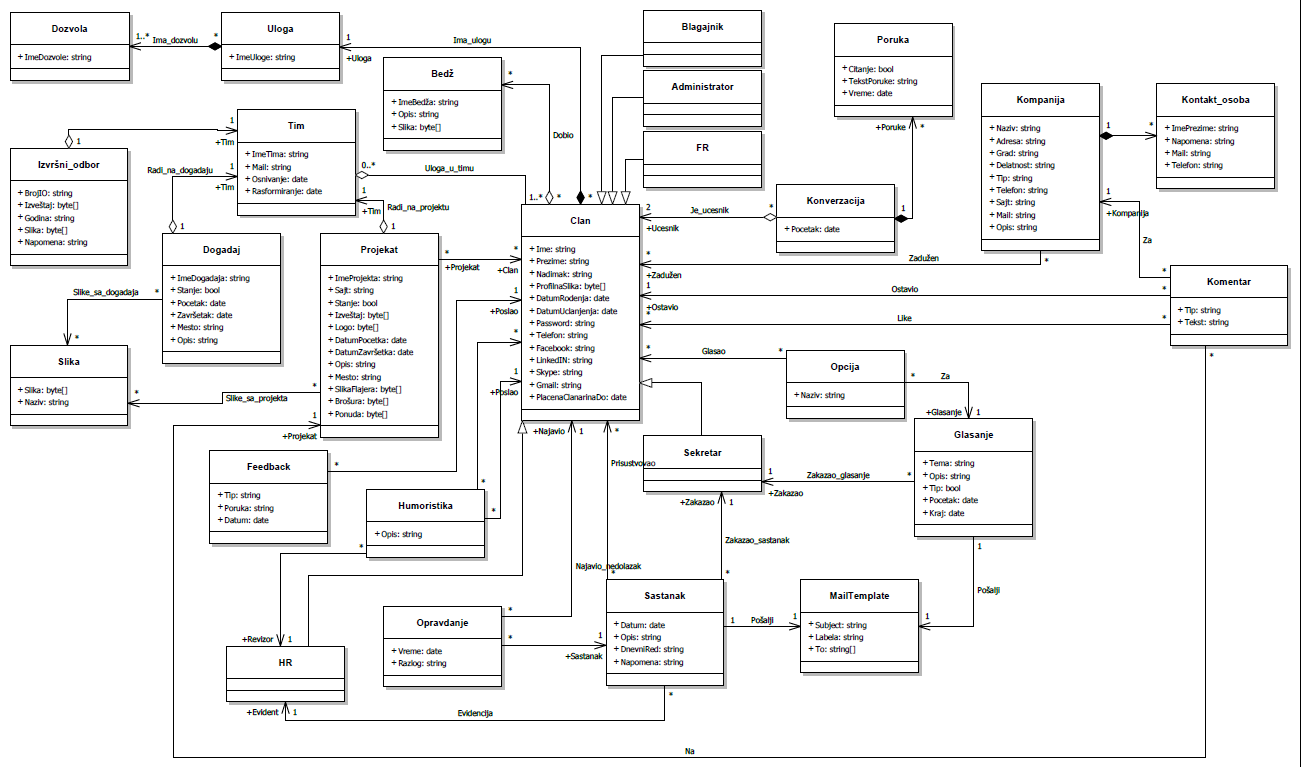 Dozvola
+ ImeDozvole: string
1..*
Ima_dozvolu
*
Uloga
+ ImeUloge: string
1
+Uloga
Ima_ulogu
Bedž
+ ImeBedža: string
+ Opis: string
+ Slika: byte[]
*
Dobio
Blagajnik
Administrator
FR
Poruka
+ Citanje: bool
+ TekstPoruke: string
+ Vreme: date
+Poruke
*
Kompanija
+ Naziv: string
+ Adresa: string
+ Grad: string
+ Delatnost: string
+ Tip: string
+ Telefon: string
+ Sajt: string
+ Mail: string
+ Opis: string
1
*
Kontakt_osoba
+ ImePrezime: string
+ Napomena: string
+ Mail: string
+ Telefon: string
1
+Kompanija
Za
*
Izvršni_odbor
+ BrojIO: string
+ Izveštaj: byte[]
+ Godina: string
+ Slika: byte[]
+ Napomena: string
1
1
+Tim
Tim
+ ImeTima: string
+ Mail: string
+ Osnivanje: date
+ Rasformiranje: date
Radi_na_dogadaju
1
+Tim
0..*
Uloga_u_timu
1
+Tim
Radi_na_projektu
1
1
1..*
*
*
Konverzacija
+ Pocetak: date
1
*
Je_ucesnik
2
+Ucesnik
Dogadaj
+ ImeDogadaja: string
+ Stanje: bool
+ Pocetak: date
+ Završetak: date
+ Mesto: string
+ Opis: string
Slike_sa_dogadaja
*
*
Slika
+ Slika: byte[]
+ Naziv: string
*
Slike_sa_projekta
*
Projekat
+ ImeProjekta: string
+ Sajt: string
+ Stanje: bool
+ Izveštaj: byte[]
+ Logo: byte[]
+ DatumPocetka: date
+ DatumZavršetka: date
+ Opis: string
+ Mesto: string
+ SlikaFlajera: byte[]
+ Brošura: byte[]
+ Ponuda: byte[]
1
+Projekat
*
+Projekat
*
+Clan
Clan
+ Ime: string
+ Prezime: string
+ Nadimak: string
+ ProfilnaSlika: byte[]
+ DatumRodenja: date
+ DatumUclanjenja: date
+ Password: string
+ Telefon: string
+ Facebook: string
+ LinkedIN: string
+ Skype: string
+ Gmail: string
+ PlacenaClanarinaDo: date
1
+Poslao
*
1
+Poslao
*
+Zadužen
Zadužen
*
1
+Ostavio
Ostavio
*
*
Like
*
Komentar
+ Tip: string
+ Tekst: string
*
*
Glasao
*
Opcija
+ Naziv: string
*
Za
+Glasanje
1
Glasanje
+ Tema: string
+ Opis: string
+ Tip: bool
+ Pocetak: date
+ Kraj: date
*
Zakazao_glasanje
1
+Zakazao
Sekretar
+Zakazao
1
Zakazao_sastanak
*
+Najavio
1
*
Prisustvovao
Feedback
+ Tip: string
+ Poruka: string
+ Datum: date
*
Humoristika
+ Opis: string
*
*
*
+Revizor
1
HR
+Evident
1
Evidencija
*
Opravdanje
+ Vreme: date
+ Razlog: string
*
Najavio_nedolazak
*
*
1
+Sastanak
Sastanak
+ Datum: date
+ Opis: string
+ DnevniRed: string
+ Napomena: string
1
Pošalji
1
MailTemplate
+ Subject: string
+ Labela: string
+ To: string[]
1
1
Pošalji
Na